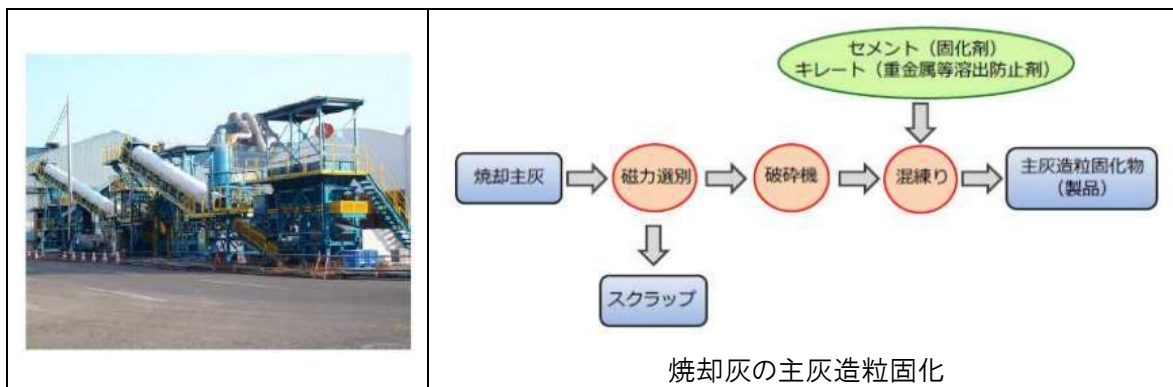 セメント（固化剤）
キレート（重金属等溶出防止剤）
焼却主灰
磁力選別
破砕機
混練り
主灰造粒固化物
（製品）
スクラップ
焼却灰の主灰造粒固化